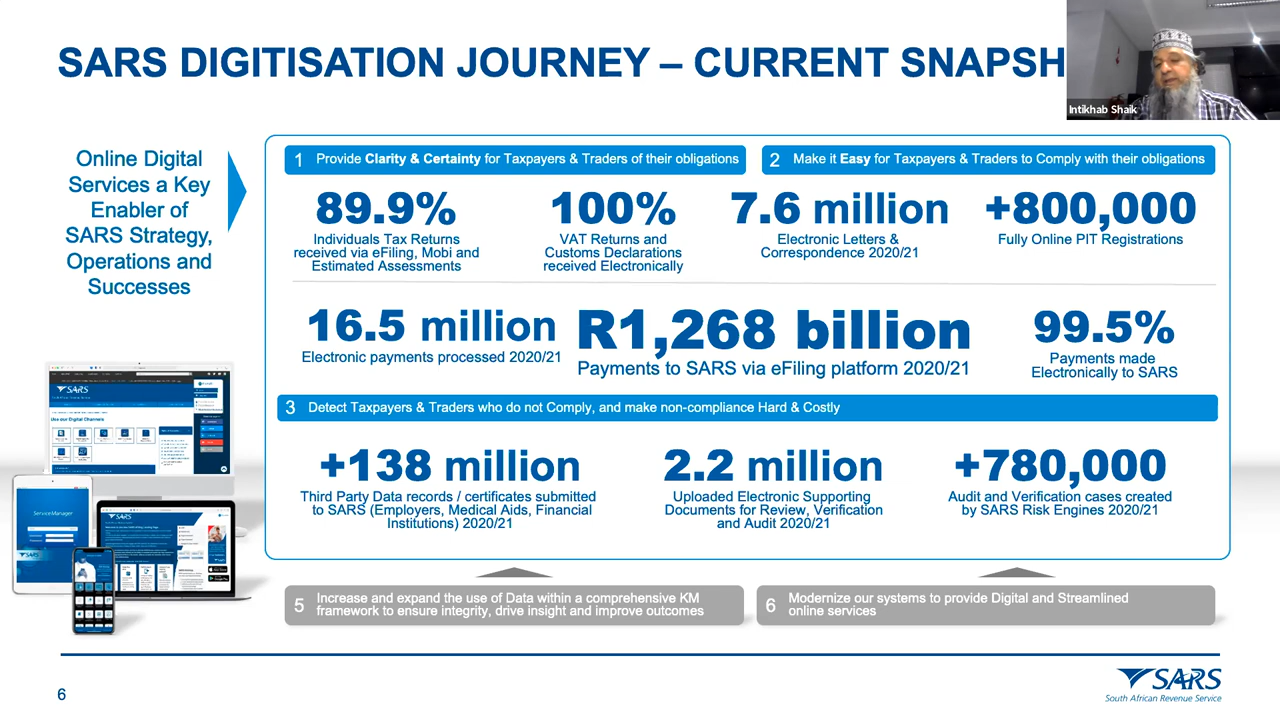 SARS DIGITISATION JOURNEY – CURRENT SNAPSH
Intikhab Shaik
Online Digital
Services a Key
Enabler of
SARS Strategy,
Operations and
Successes
1 Provide Clarity & Certainty for Taxpayers & Traders of their obligations
2 Make it Easy for Taxpayers & Traders to Comply with their obligations
89.9%
Individuals Tax Returns
received via eFiling, Mobi and
Estimated Assessments
100%
VAT Returns and
Customs Declarations
received Electronically
7.6 million
Electronic Letters &
Correspondence 2020/21
+800,000
Fully Online PIT Registrations
16.5 million
Electronic payments processed 2020/21
R1,268 billion
Payments to SARS via eFiling platform 2020/21
99.5%
Payments made
Electronically to SARS
3 Detect Taxpayers & Traders who do not Comply, and make non-compliance Hard & Costly
+138 million
Third Party Data records / certificates submitted
to SARS (Employers, Medical Aids, Financial
Institutions) 2020/21
2.2 million
Uploaded Electronic Supporting
Documents for Review, Verification
and Audit 2020/21
+780,000
Audit and Verification cases created
by SARS Risk Engines 2020/21
SARS
Use our Digital Channels
ServiceManager
SARS
SARS
5 Increase and expand the use of Data within a comprehensive KM
framework to ensure integrity, drive insight and improve outcomes
6 Modernize our systems to provide Digital and Streamlined
online services
6
SARS
South African Revenue Service